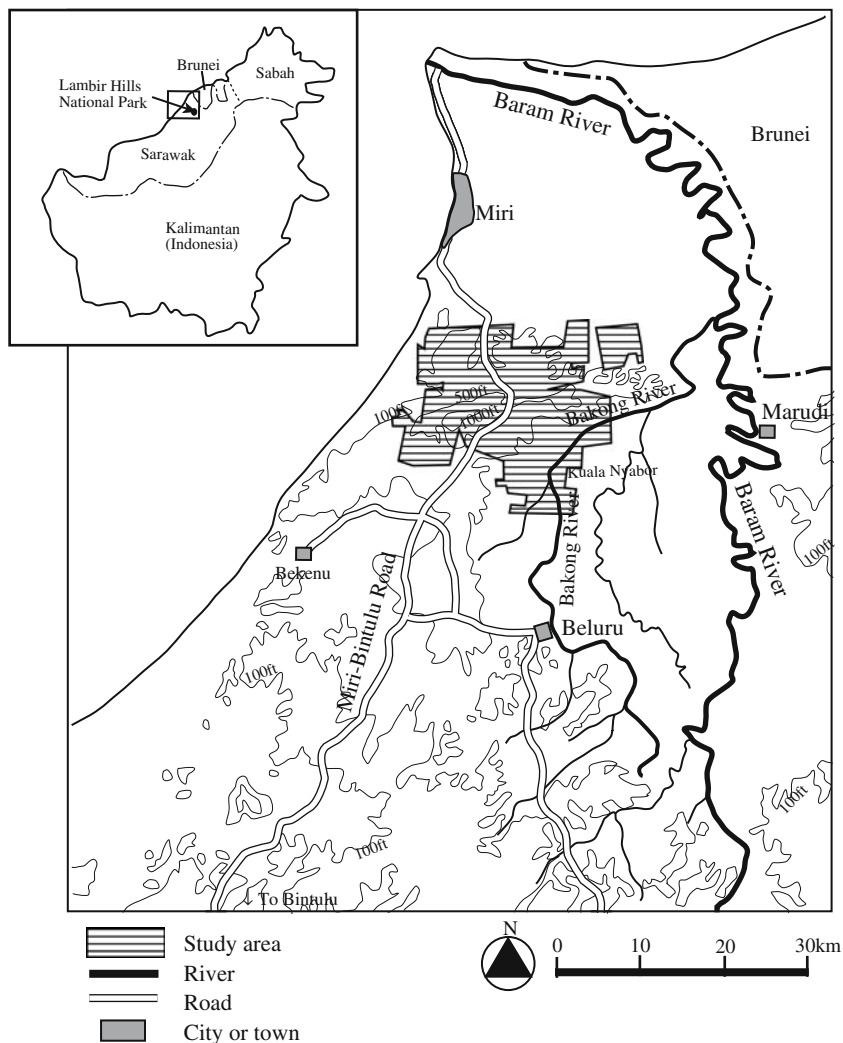 Brunei
Sabah
Lambir Hills
National Park
Sarawak
Kalimantan
(Indonesia)
Baram River
Brunei
Miri
500ft
100ft
1000ft
Bakong River
Marudi
Kuala Nyabor
Baram River
Bakong River
100ft
Bekenu
Miri-Bintulu Road
Beluru
100ft
100ft
100ft
↓ To Bintulu
Study area
River
Road
City or town
N
0 10 20 30km